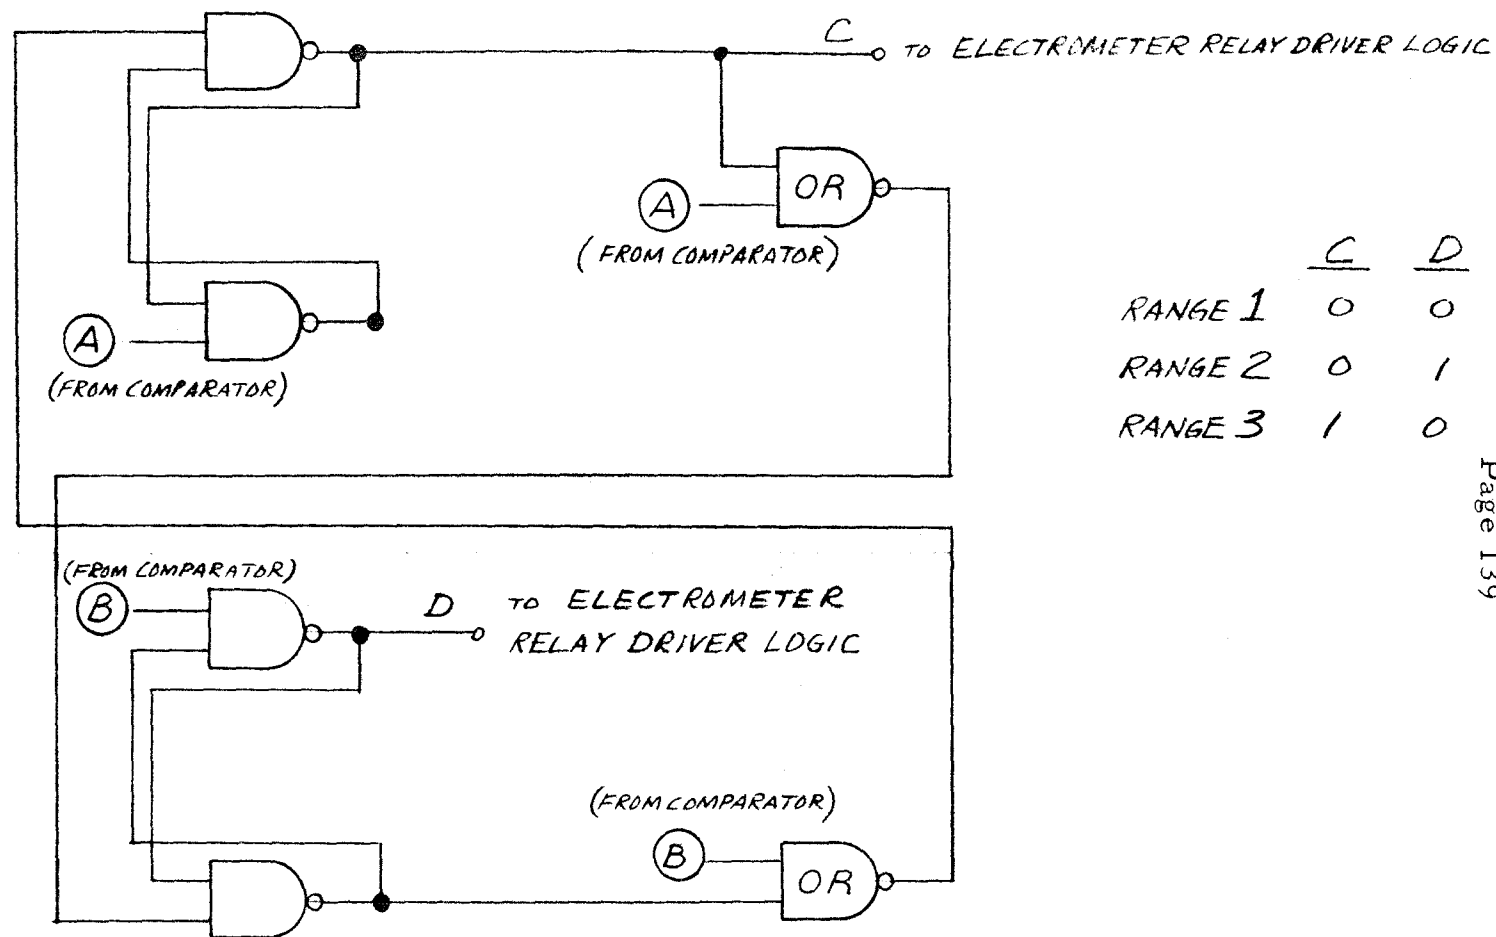 C TO ELECTROMETER RELAY DRIVER LOGIC
OR
A
(FROM COMPARATOR)
A
(FROM COMPARATOR)
C D
RANGE 1 0 0
RANGE 2 0 1
RANGE 3 1 0
Page 139
(FROM COMPARATOR)
B
D TO ELECTROMETER
RELAY DRIVER LOGIC
(FROM COMPARATOR)
B
OR